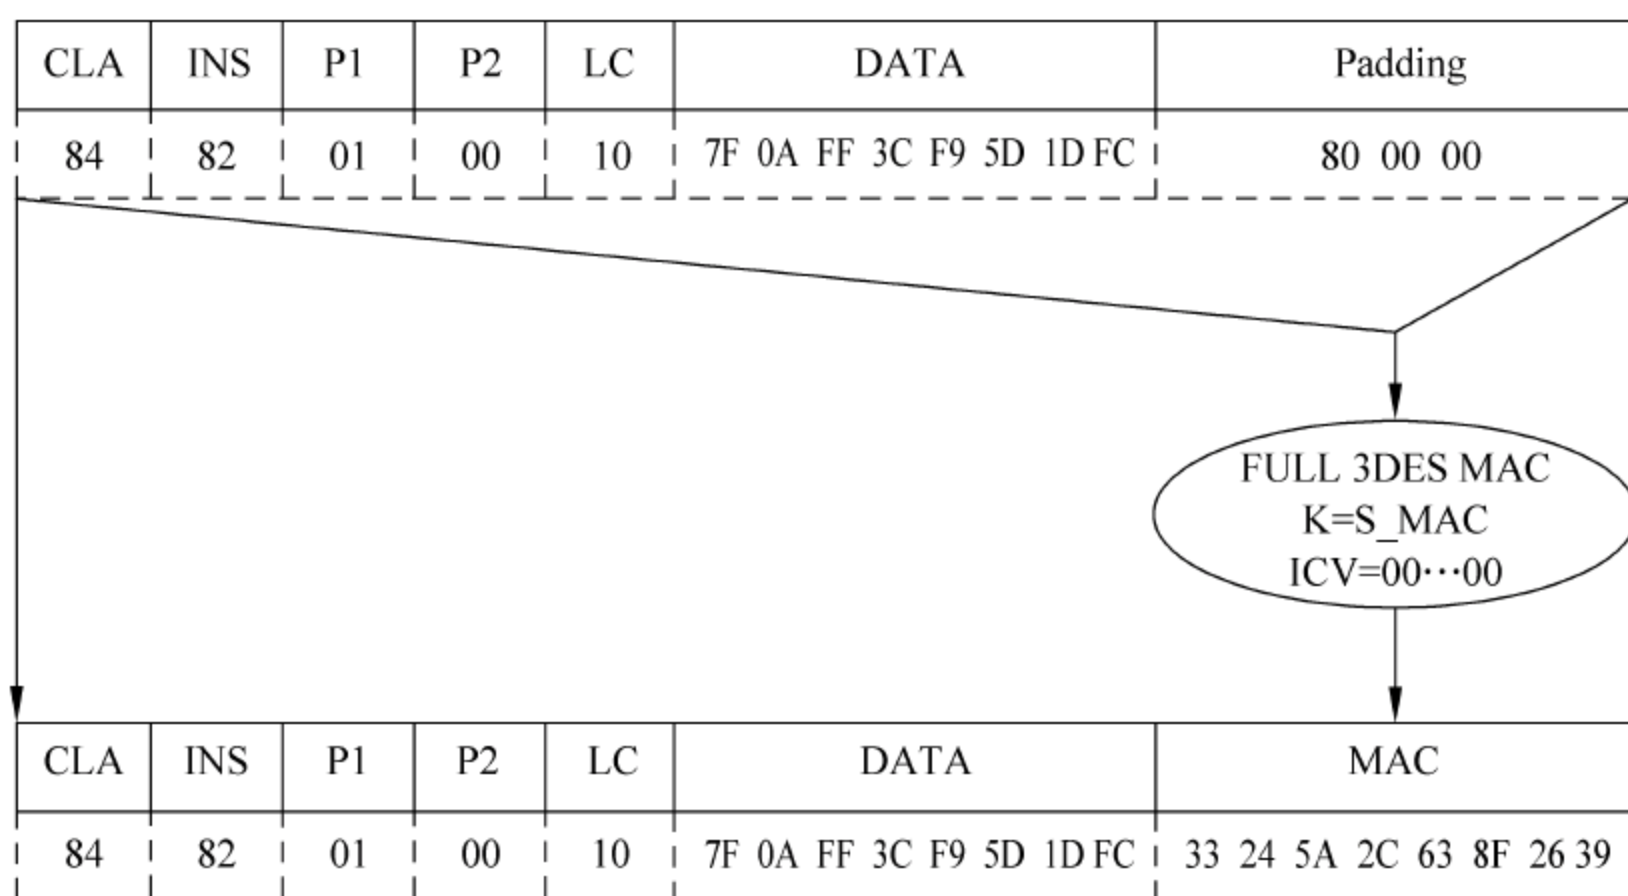 CLA INS P1 P2 LC DATA Padding
84 82 01 00 10 7F 0A FF 3C F9 5D 1D FC 80 00 00
FULL 3DES MAC
K=S_MAC
ICV=00···00
CLA INS P1 P2 LC DATA MAC
84 82 01 00 10 7F 0A FF 3C F9 5D 1D FC 33 24 5A 2C 63 8F 26 39